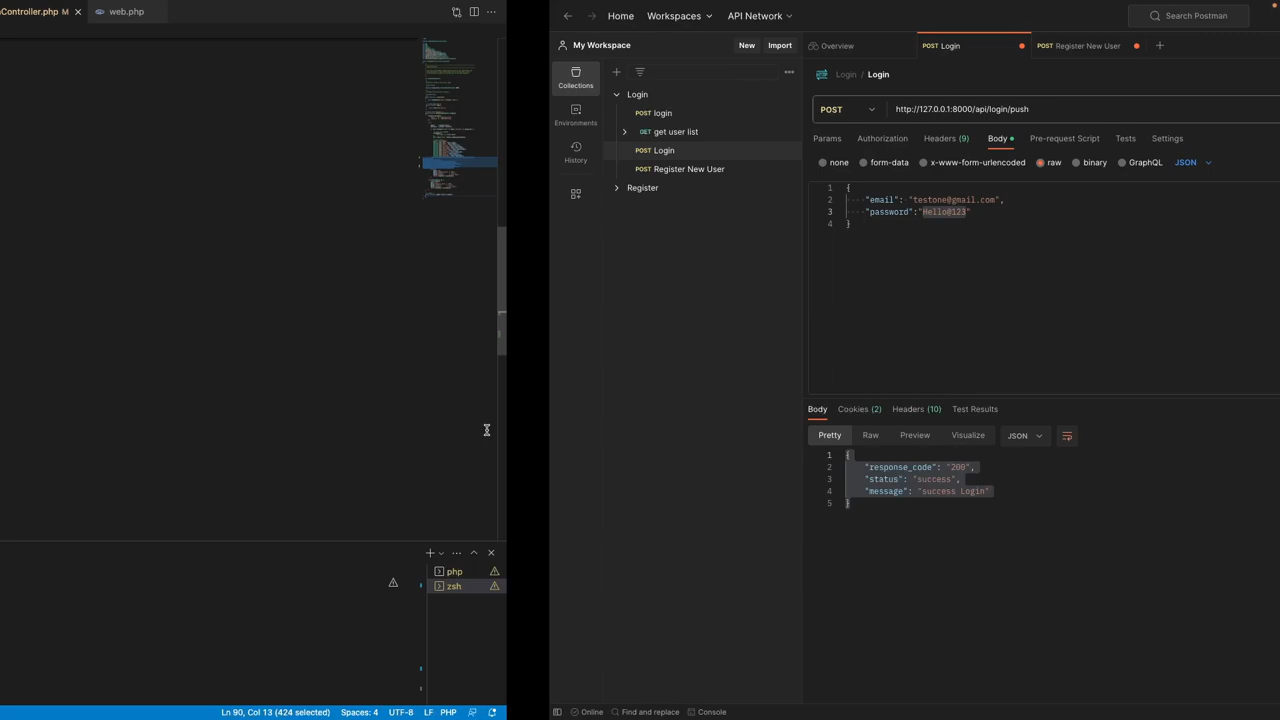 Controller.php M
web.php
php
zsh
Ln 90, Col 13 (424 selected)
Spaces: 4
UTF-8
LF
PHP
Home
Workspaces
API Network
Search Postman
My Workspace
New
Import
Collections
Environments
History
Login
POST login
GET get user list
POST Login
POST Register New User
Register
Overview
POST Login
POST Register New User
Login / Login
POST
http://127.0.0.1:8000/api/login/push
Params
Authorization
Headers (9)
Body
Pre-request Script
Tests
Settings
none
form-data
x-www-form-urlencoded
raw
binary
GraphQL
JSON
1 {
2 "email": "testone@gmail.com",
3 "password":"Hello@123"
4 }
Body
Cookies (2)
Headers (10)
Test Results
Pretty
Raw
Preview
Visualize
JSON
1 {
2 "response_code": "200",
3 "status": "success",
4 "message": "success Login"
5 }
Online
Find and replace
Console